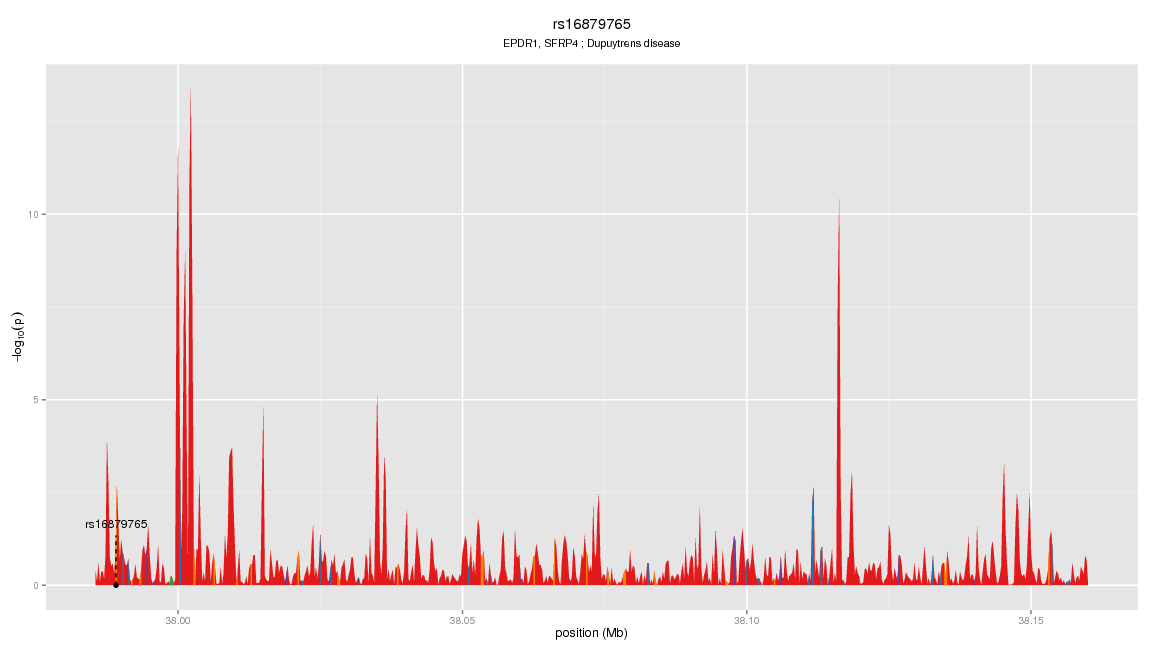 rs16879765
EPDR1, SFRP4 ; Dupuytrens disease
10
5
0
−log10(p)
rs16879765
38.00
38.05
38.10
38.15
position (Mb)